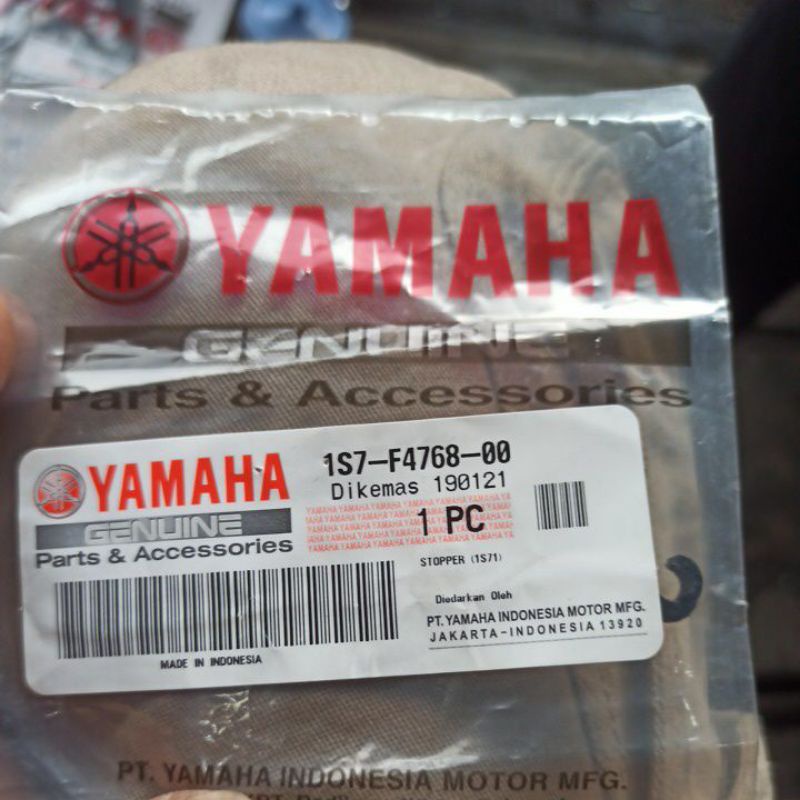 YAMAHA
GENUINE
Parts & Accessories
YAMAHA
GENUINE
Parts & Accessories
MADE IN INDONESIA
1S7-F4768-00
Dikemas 190121
1 PC
STOPPER (1S71)
Diedarkan Oleh
PT. YAMAHA INDONESIA MOTOR MFG.
JAKARTA-INDONESIA 13920
PT. YAMAHA INDONESIA MOTOR MFG.